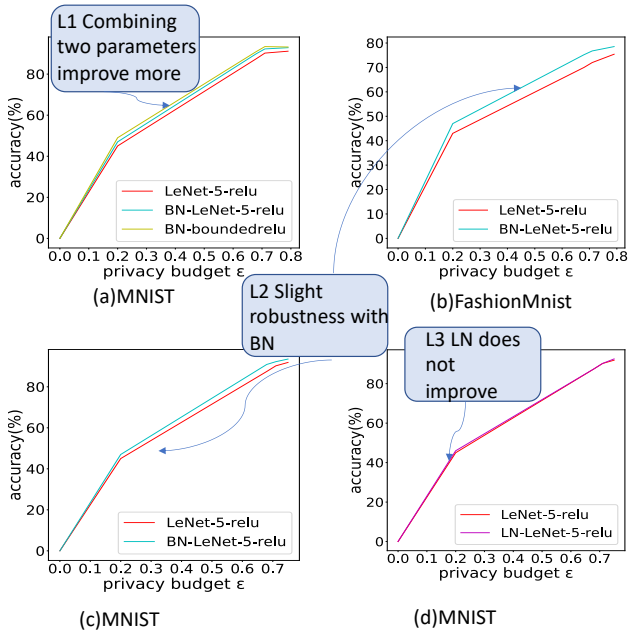 L1 Combining
two parameters
improve more
accuracy(%)
80
60
40
20
0
LeNet-5-relu
BN-LeNet-5-relu
BN-boundedrelu
0.0 0.1 0.2 0.3 0.4 0.5 0.6 0.7 0.8
privacy budget ε
(a)MNIST
accuracy(%)
80
70
60
50
40
30
20
10
0
LeNet-5-relu
BN-LeNet-5-relu
0.0 0.1 0.2 0.3 0.4 0.5 0.6 0.7 0.8
privacy budget ε
(b)FashionMnist
L2 Slight
robustness with
BN
accuracy(%)
80
60
40
20
0
LeNet-5-relu
BN-LeNet-5-relu
0.0 0.1 0.2 0.3 0.4 0.5 0.6 0.7
privacy budget ε
(c)MNIST
L3 LN does
not
improve
accuracy(%)
80
60
40
20
0
LeNet-5-relu
LN-LeNet-5-relu
0.0 0.1 0.2 0.3 0.4 0.5 0.6 0.7
privacy budget ε
(d)MNIST